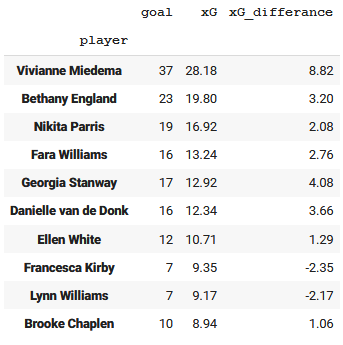 goal xG xG_differance
player
Vivianne Miedema 37 28.18 8.82
Bethany England 23 19.80 3.20
Nikita Parris 19 16.92 2.08
Fara Williams 16 13.24 2.76
Georgia Stanway 17 12.92 4.08
Danielle van de Donk 16 12.34 3.66
Ellen White 12 10.71 1.29
Francesca Kirby 7 9.35 -2.35
Lynn Williams 7 9.17 -2.17
Brooke Chaplen 10 8.94 1.06